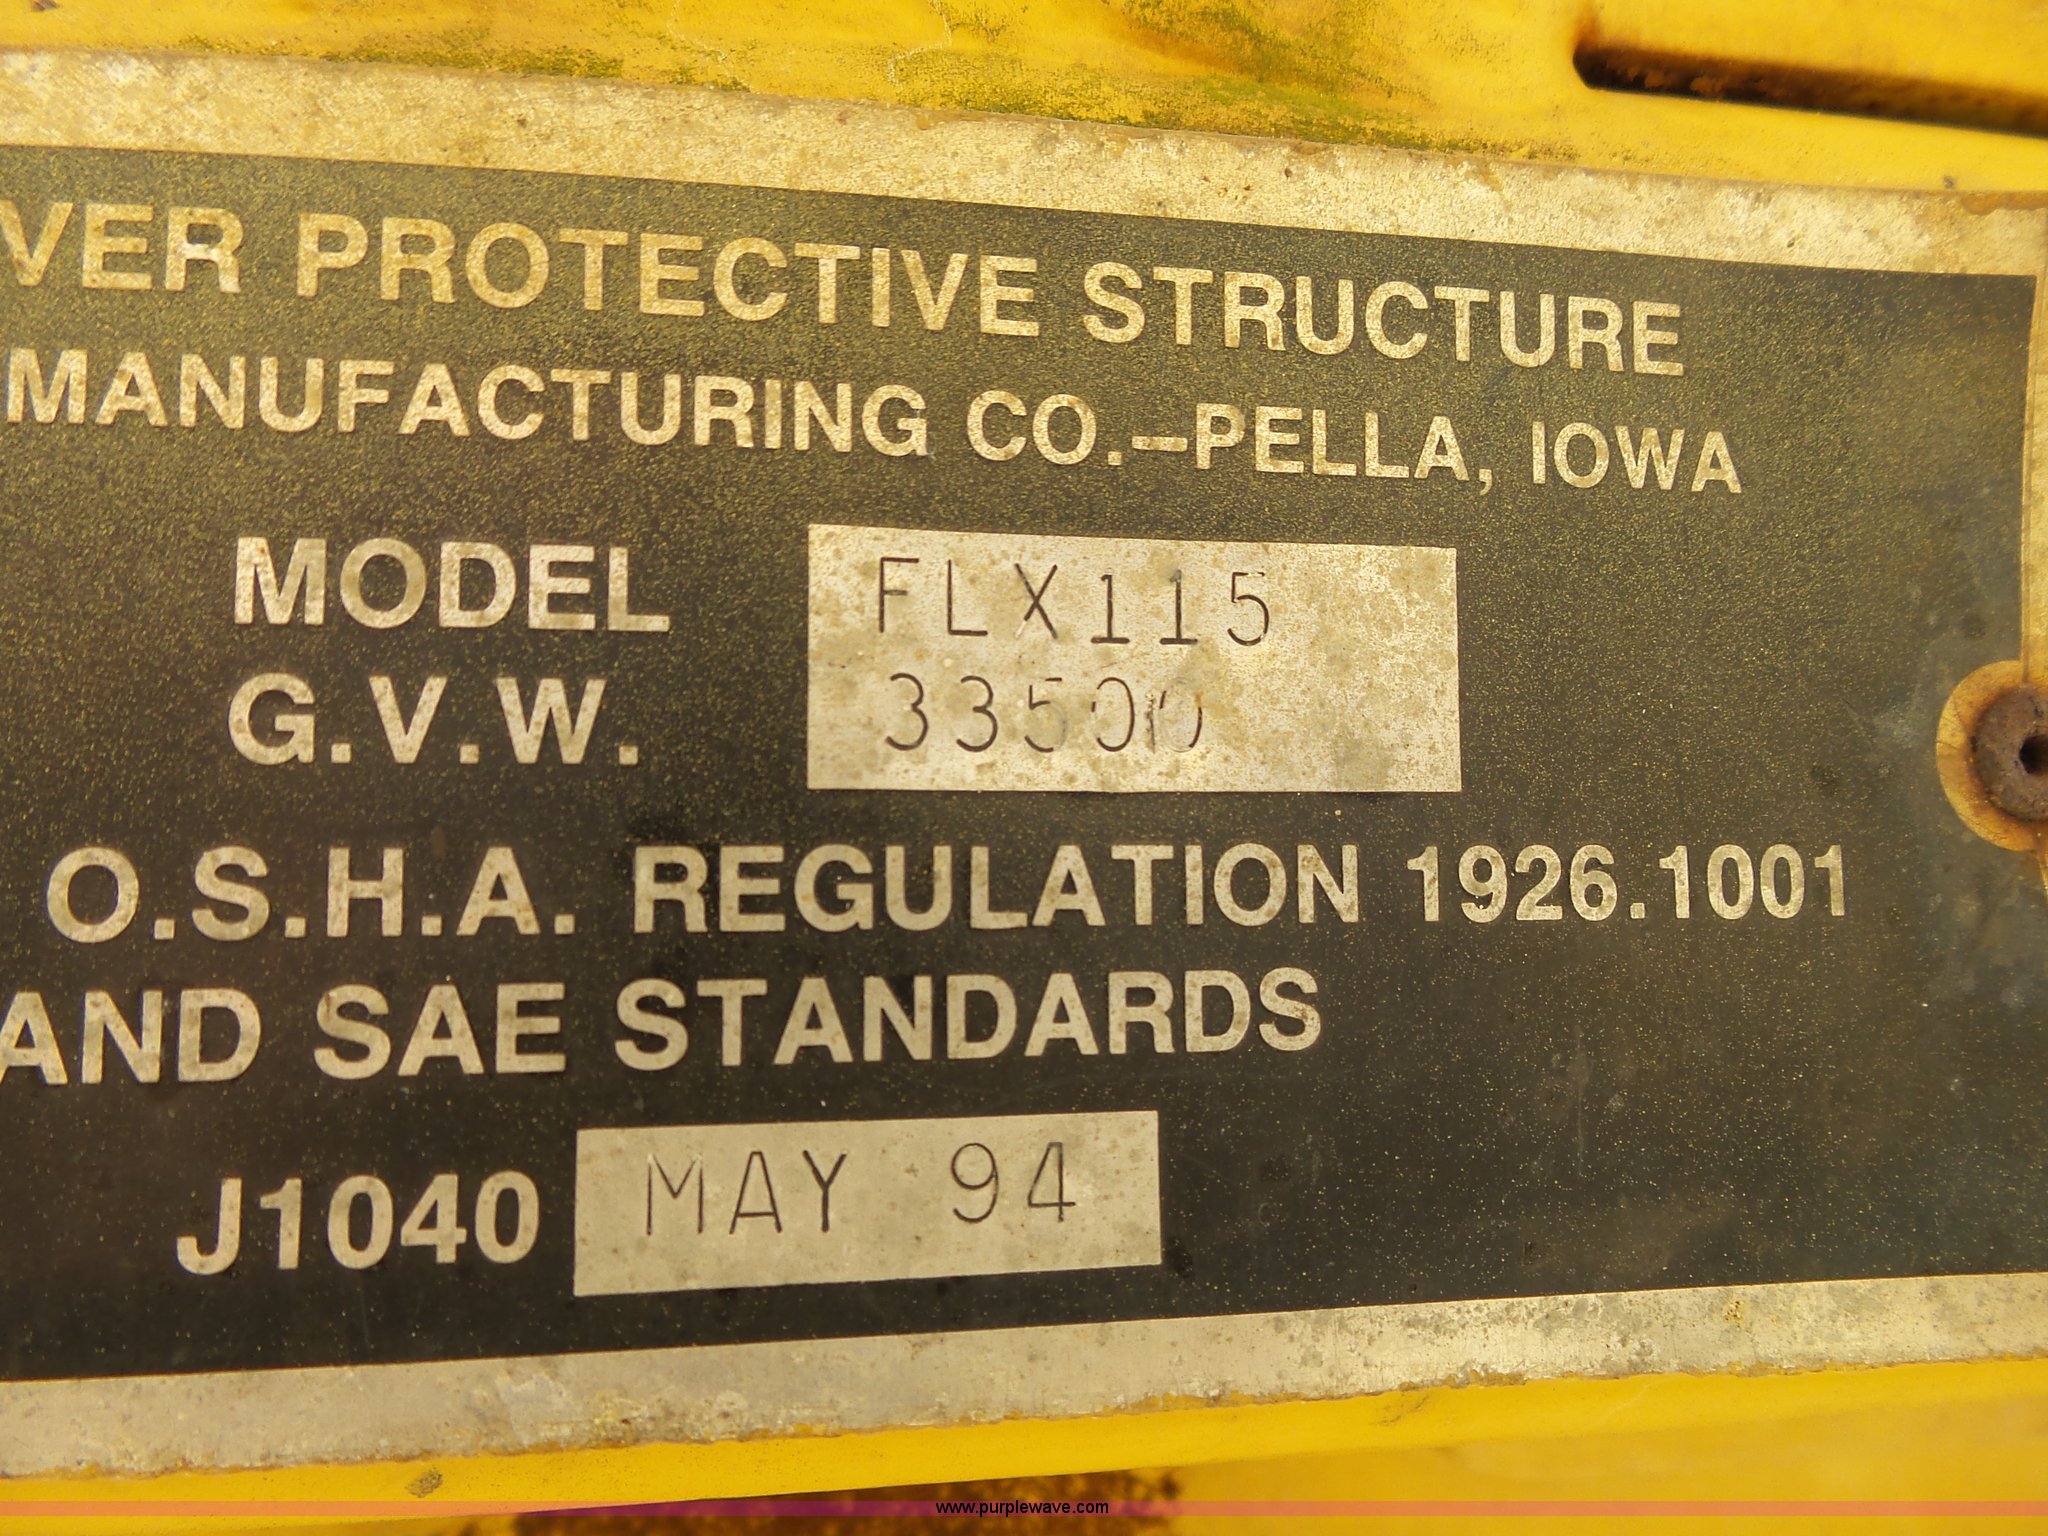 VER PROTECTIVE STRUCTURE
MANUFACTURING CO.–PELLA, IOWA
MODEL FLX115
G.V.W. 33500
O.S.H.A. REGULATION 1926.1001
AND SAE STANDARDS
J1040 MAY 94
www.purplewave.com